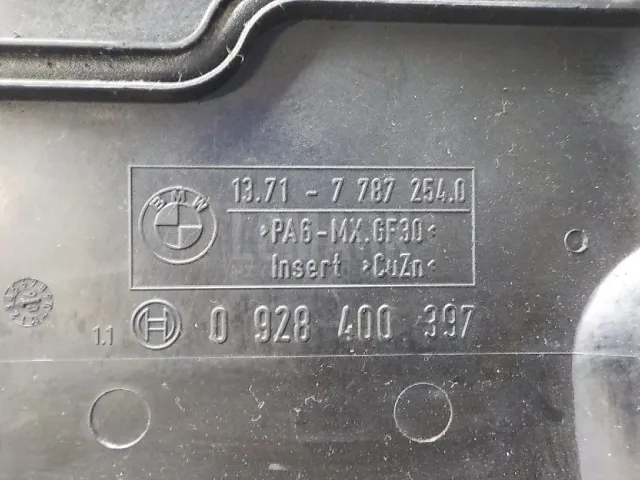 BMW
13.71 - 7 787 254.0
>PA6-MX.GF30<
Insert >CuZn<
1.1 0 928 400 397